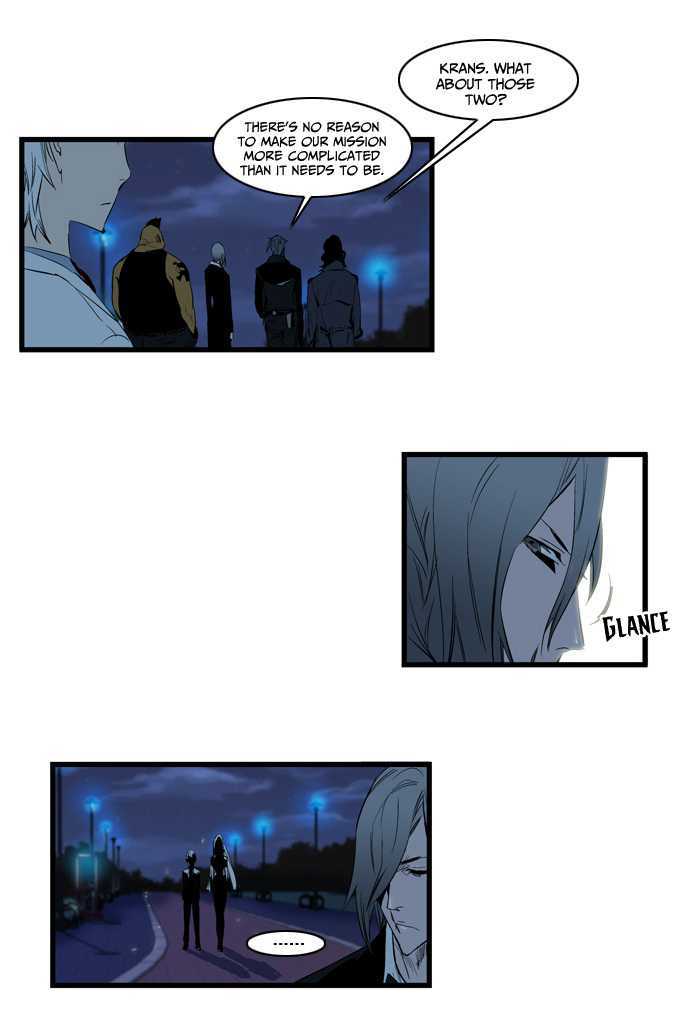 KRANS. WHAT
ABOUT THOSE
TWO?
THERE'S NO REASON
TO MAKE OUR MISSION
MORE COMPLICATED
THAN IT NEEDS TO BE.
GLANCE
......